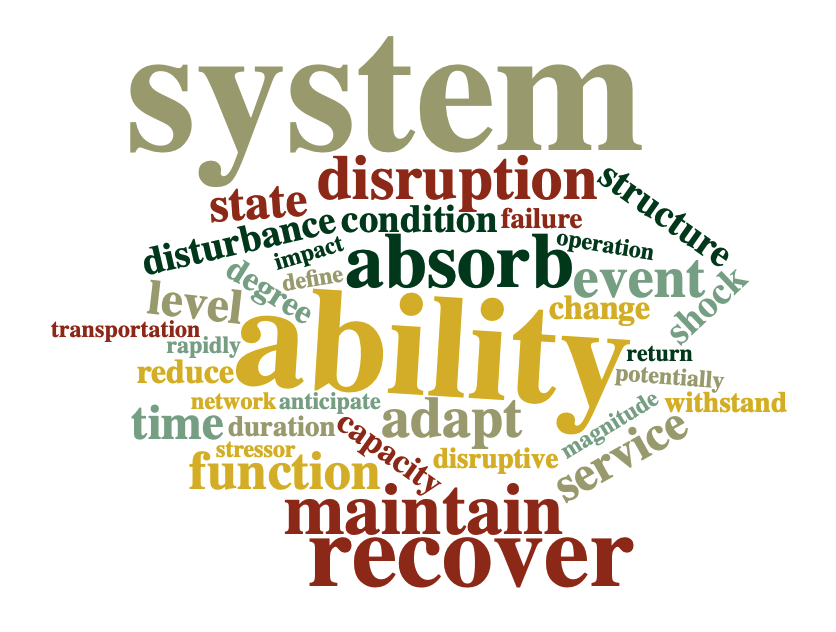 system
disruption
structure
state
disturbance
condition
failure
impact
absorb
operation
degree
define
event
shock
level
ability
change
transportation
rapidly
return
reduce
potentially
network
anticipate
adapt
magnitude
withstand
time
duration
capacity
service
stressor
disruptive
function
maintain
recover